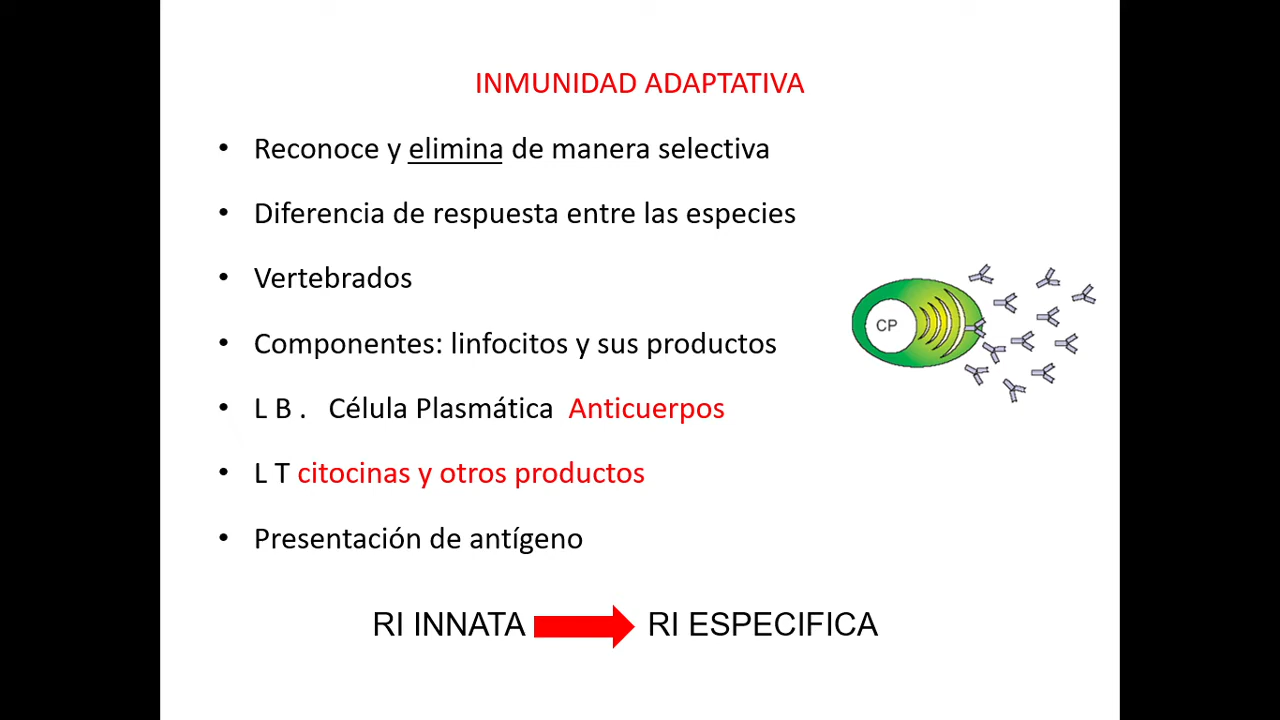 INMUNIDAD ADAPTATIVA
• Reconoce y elimina de manera selectiva
• Diferencia de respuesta entre las especies
• Vertebrados
• Componentes: linfocitos y sus productos
• L B . Célula Plasmática Anticuerpos
• L T citocinas y otros productos
• Presentación de antígeno
CP
RI INNATA RI ESPECIFICA